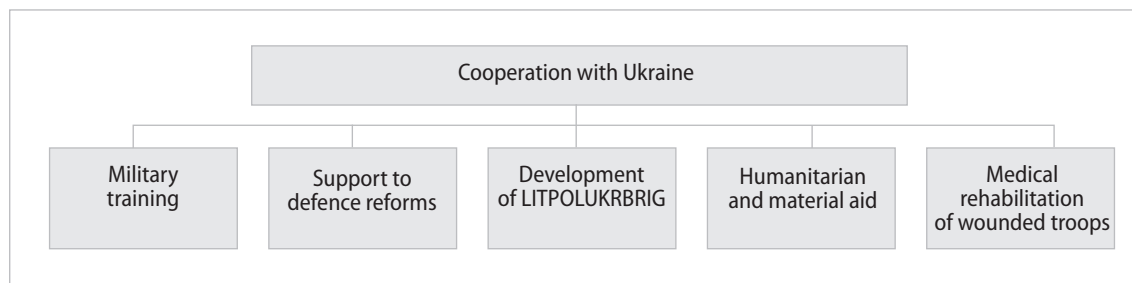 Cooperation with Ukraine
Military
training
Support to
defence reforms
Development
of LITPOLUKRBRIG
Humanitarian
and material aid
Medical
rehabilitation
of wounded troops